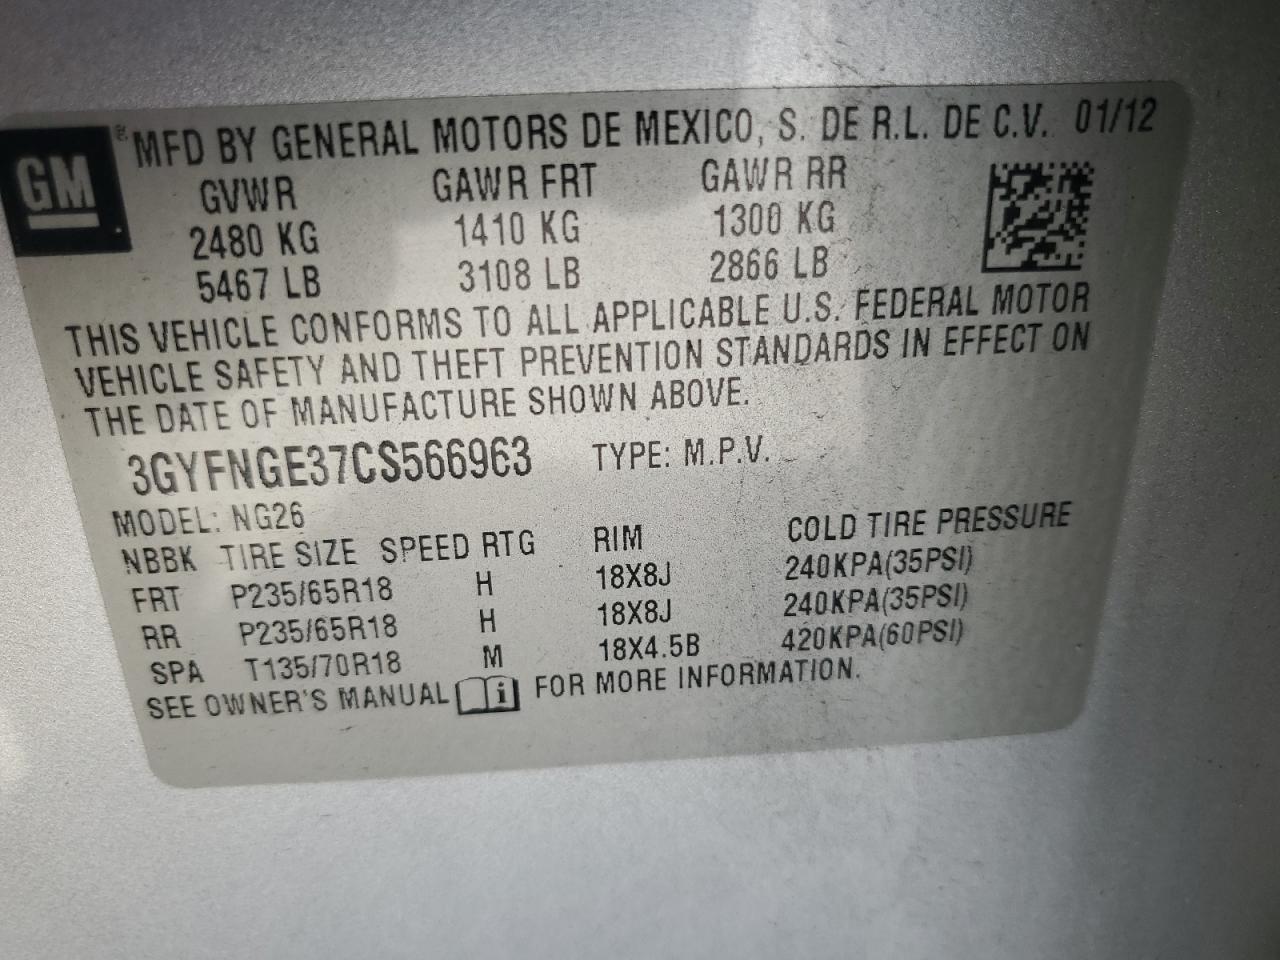 GM
® MFD BY GENERAL MOTORS DE MEXICO, S. DE R.L. DE C.V. 01/12
GVWR GAWR FRT GAWR RR
2480 KG 1410 KG 1300 KG
5467 LB 3108 LB 2866 LB
THIS VEHICLE CONFORMS TO ALL APPLICABLE U.S. FEDERAL MOTOR
VEHICLE SAFETY AND THEFT PREVENTION STANDARDS IN EFFECT ON
THE DATE OF MANUFACTURE SHOWN ABOVE.
3GYFNGE37CS566963 TYPE: M.P.V.
MODEL: NG26
NBBK TIRE SIZE SPEED RTG RIM COLD TIRE PRESSURE
FRT P235/65R18 H 18X8J 240KPA(35PSI)
RR P235/65R18 H 18X8J 240KPA(35PSI)
SPA T135/70R18 M 18X4.5B 420KPA(60PSI)
SEE OWNER'S MANUAL i FOR MORE INFORMATION.